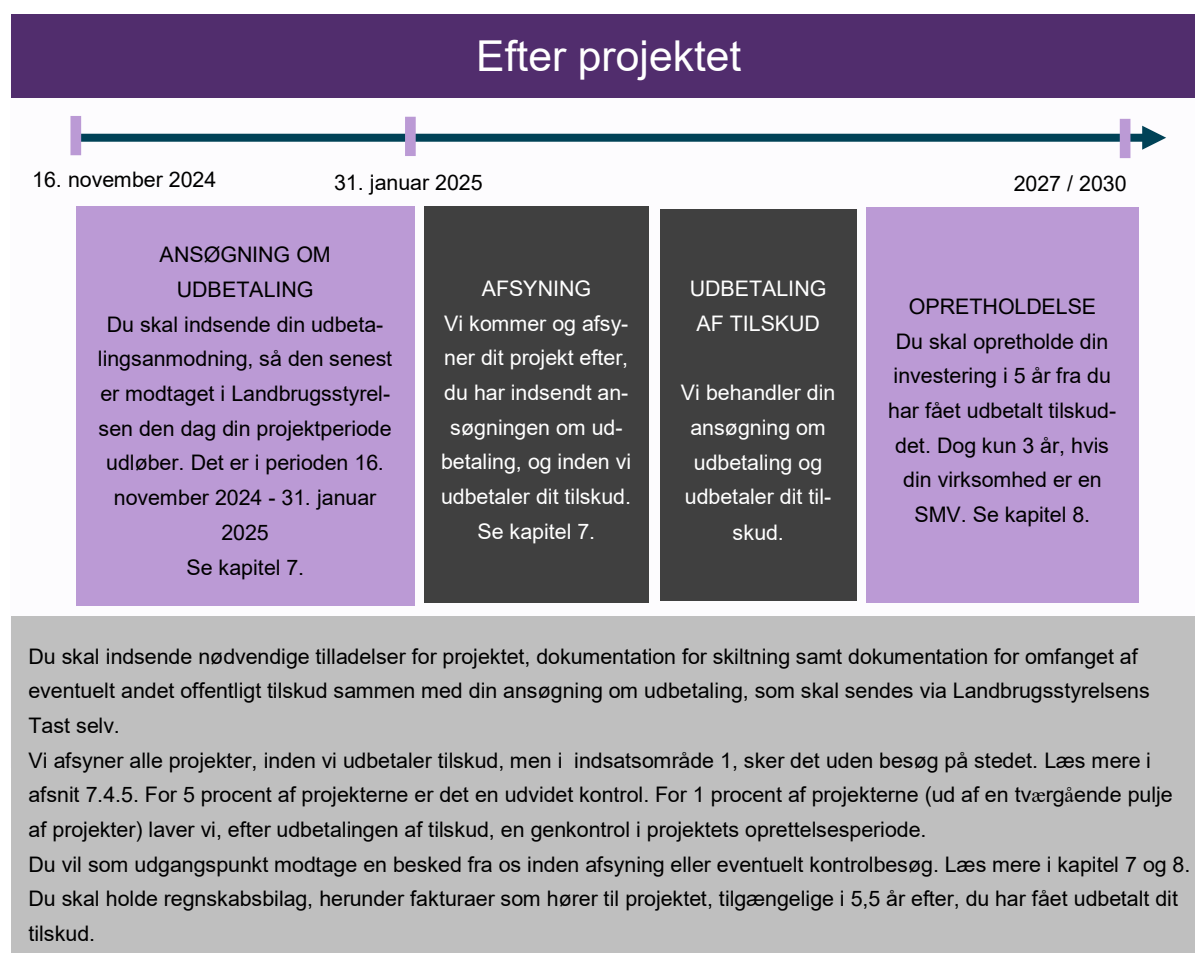 Efter projektet
16. november 2024
31. januar 2025
2027 / 2030
ANSØGNING OM
UDBETALING
Du skal indsende din udbeta-
lingsanmodning, så den senest
er modtaget i Landbrugsstyrel-
sen den dag din projektperiode
udløber. Det er i perioden 16.
november 2024 - 31. januar
2025
Se kapitel 7.
AFSYNING
Vi kommer og afsy-
ner dit projekt efter,
du har indsendt an-
søgningen om ud-
betaling, og inden vi
udbetaler dit tilskud.
Se kapitel 7.
UDBETALING
AF TILSKUD
Vi behandler din
ansøgning om
udbetaling og
udbetaler dit til-
skud.
OPRETHOLDELSE
Du skal opretholde din
investering i 5 år fra du
har fået udbetalt tilskud-
det. Dog kun 3 år, hvis
din virksomhed er en
SMV. Se kapitel 8.
Du skal indsende nødvendige tilladelser for projektet, dokumentation for skiltning samt dokumentation for omfanget af
eventuelt andet offentligt tilskud sammen med din ansøgning om udbetaling, som skal sendes via Landbrugsstyrelsens
Tast selv.
Vi afsyner alle projekter, inden vi udbetaler tilskud, men i indsatsområde 1, sker det uden besøg på stedet. Læs mere i
afsnit 7.4.5. For 5 procent af projekterne er det en udvidet kontrol. For 1 procent af projekterne (ud af en tværgående pulje
af projekter) laver vi, efter udbetalingen af tilskud, en genkontrol i projektets oprettelsesperiode.
Du vil som udgangspunkt modtage en besked fra os inden afsyning eller eventuelt kontrolbesøg. Læs mere i kapitel 7 og 8.
Du skal holde regnskabsbilag, herunder fakturaer som hører til projektet, tilgængelige i 5,5 år efter, du har fået udbetalt dit
tilskud.